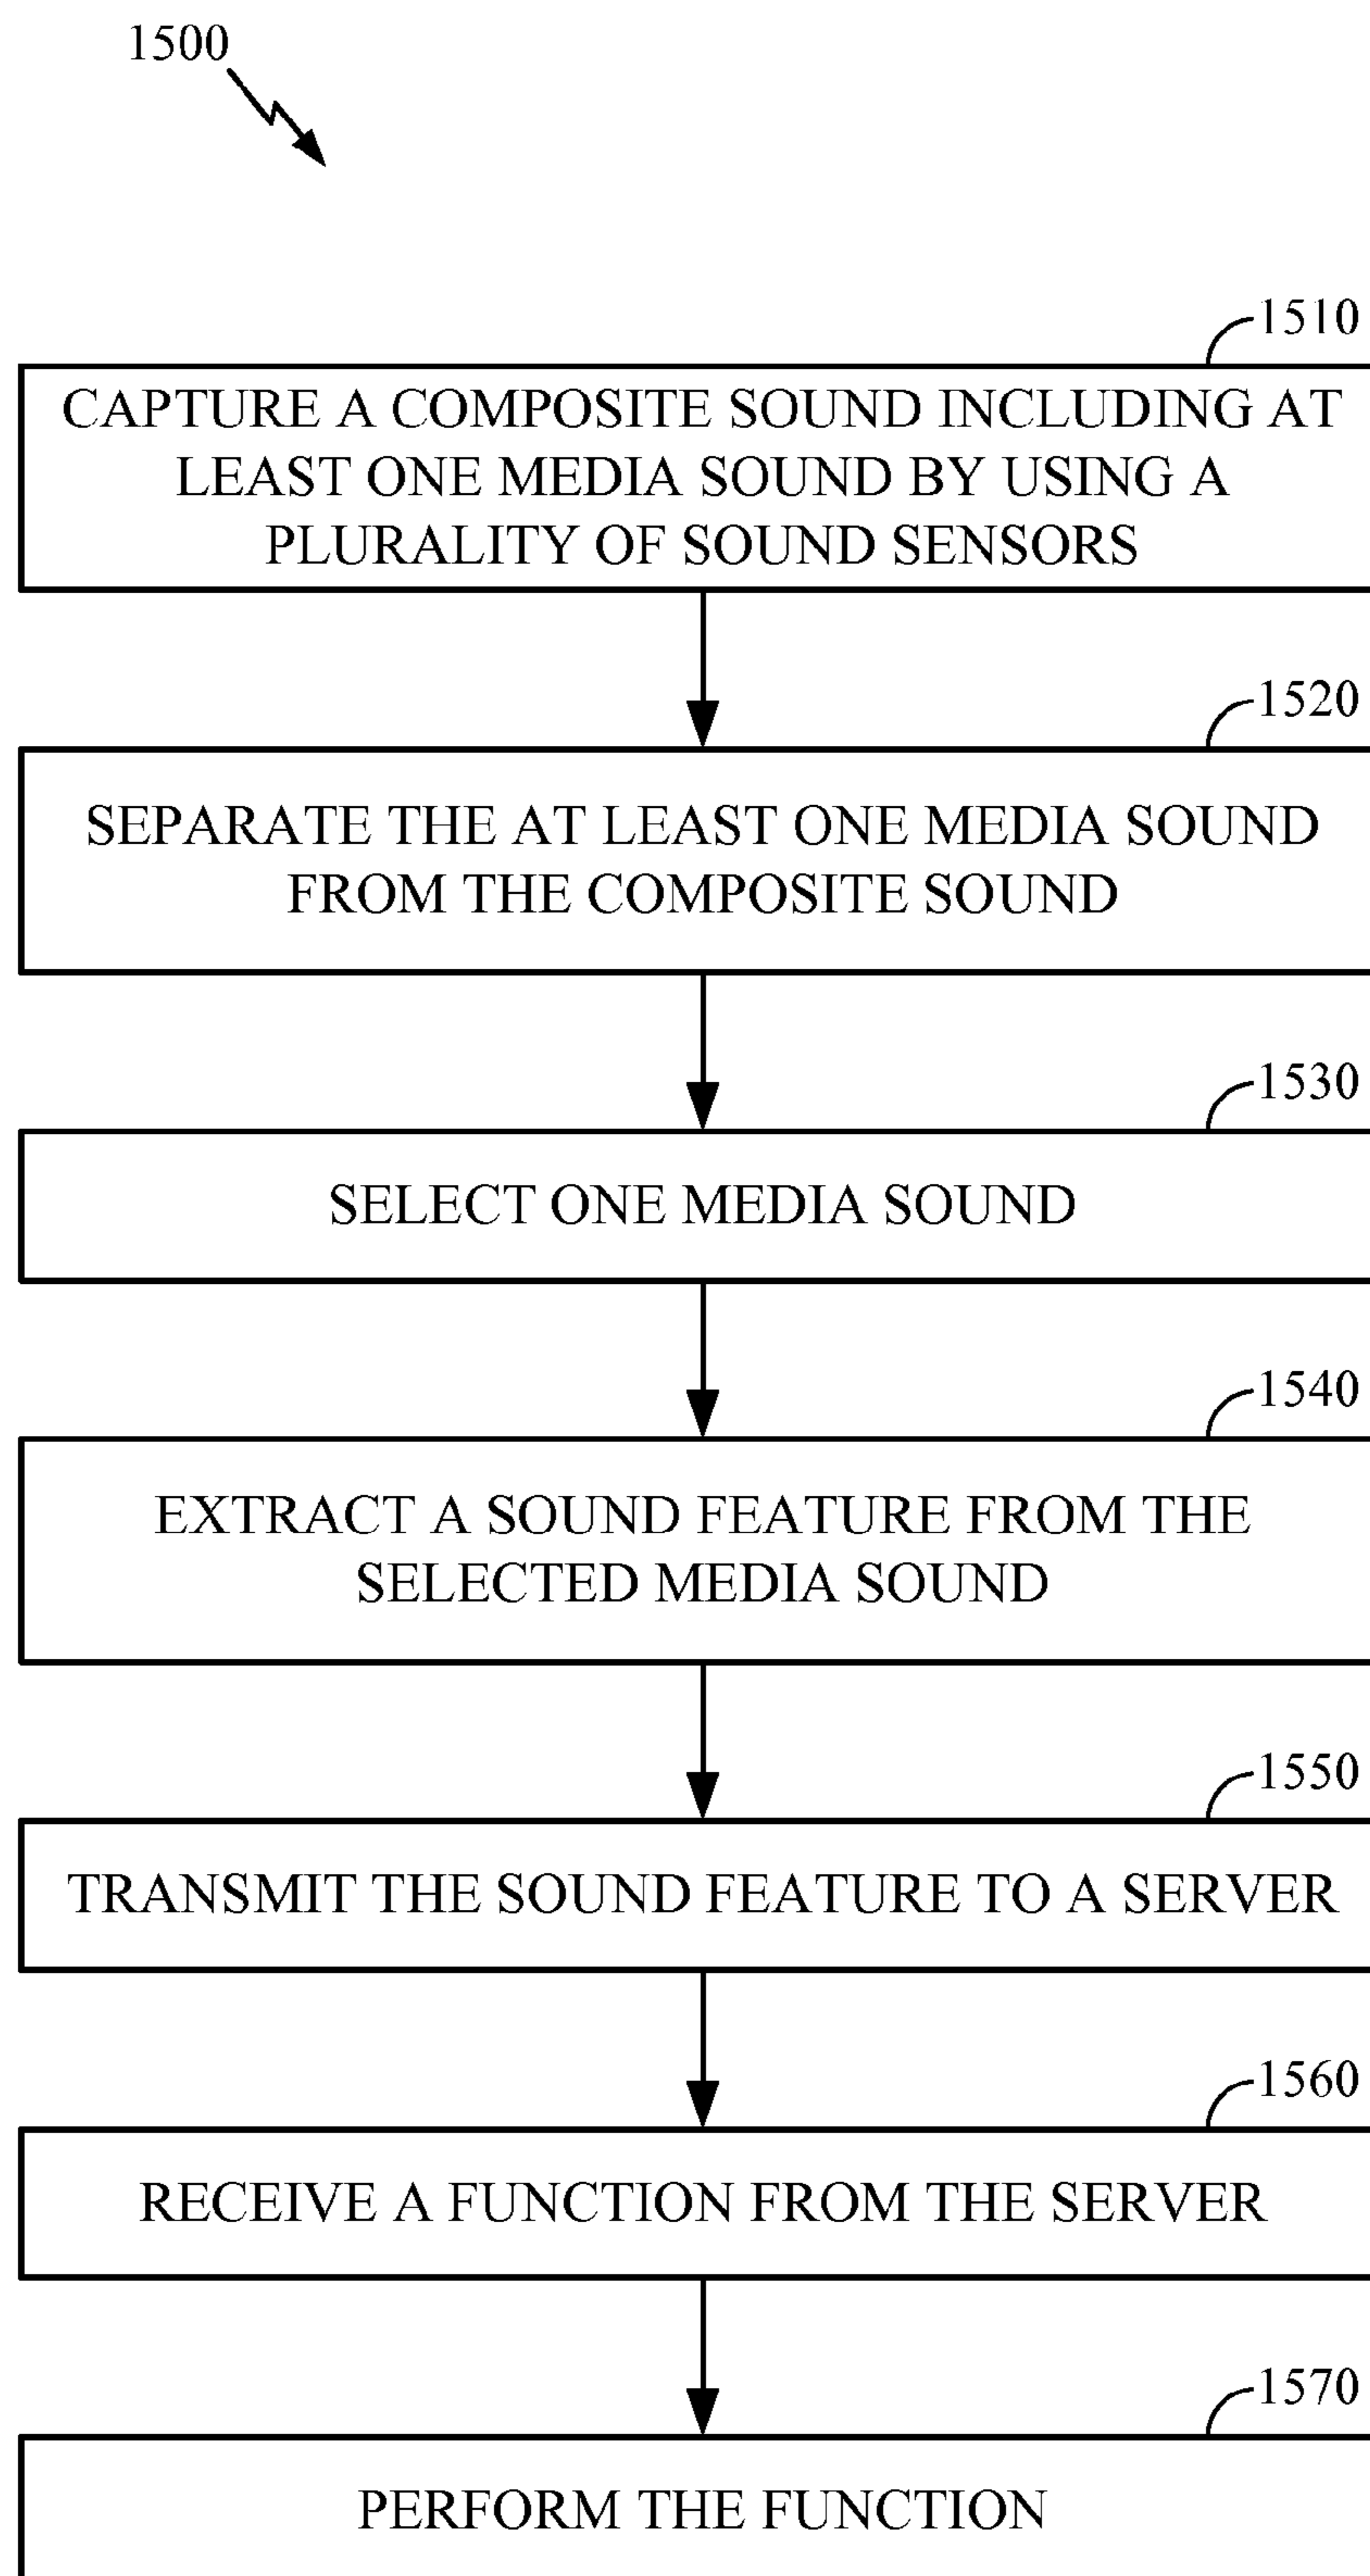 1500
1510
CAPTURE A COMPOSITE SOUND INCLUDING AT
LEAST ONE MEDIA SOUND BY USING A
PLURALITY OF SOUND SENSORS
1520
SEPARATE THE AT LEAST ONE MEDIA SOUND
FROM THE COMPOSITE SOUND
1530
SELECT ONE MEDIA SOUND
1540
EXTRACT A SOUND FEATURE FROM THE
SELECTED MEDIA SOUND
1550
TRANSMIT THE SOUND FEATURE TO A SERVER
1560
RECEIVE A FUNCTION FROM THE SERVER
1570
PERFORM THE FUNCTION